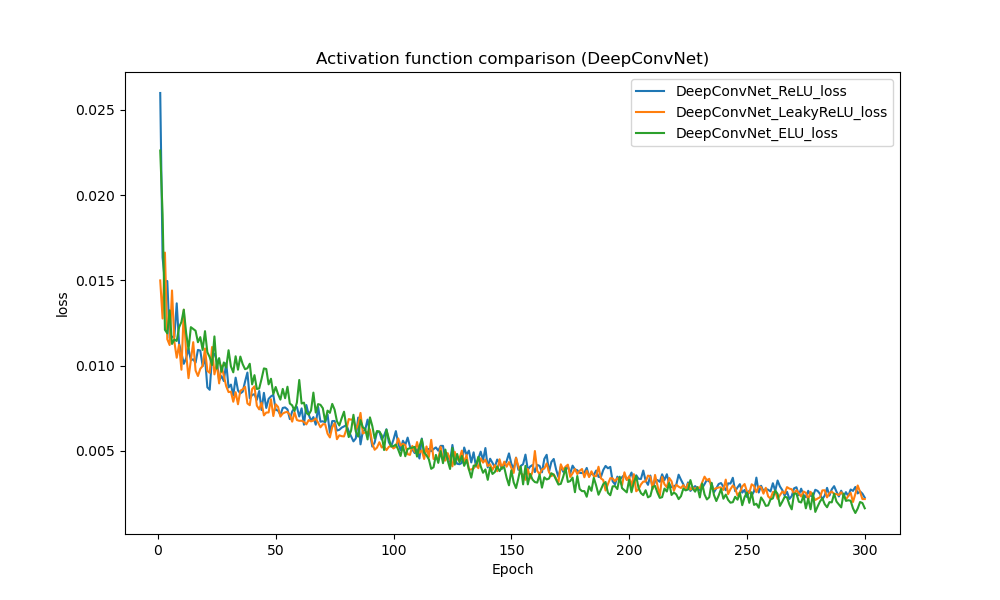 Activation function comparison (DeepConvNet)
DeepConvNet_ReLU_loss
DeepConvNet_LeakyReLU_loss
DeepConvNet_ELU_loss
0.025
0.020
0.015
0.010
0.005
loss
0 50 100 150 200 250 300
Epoch